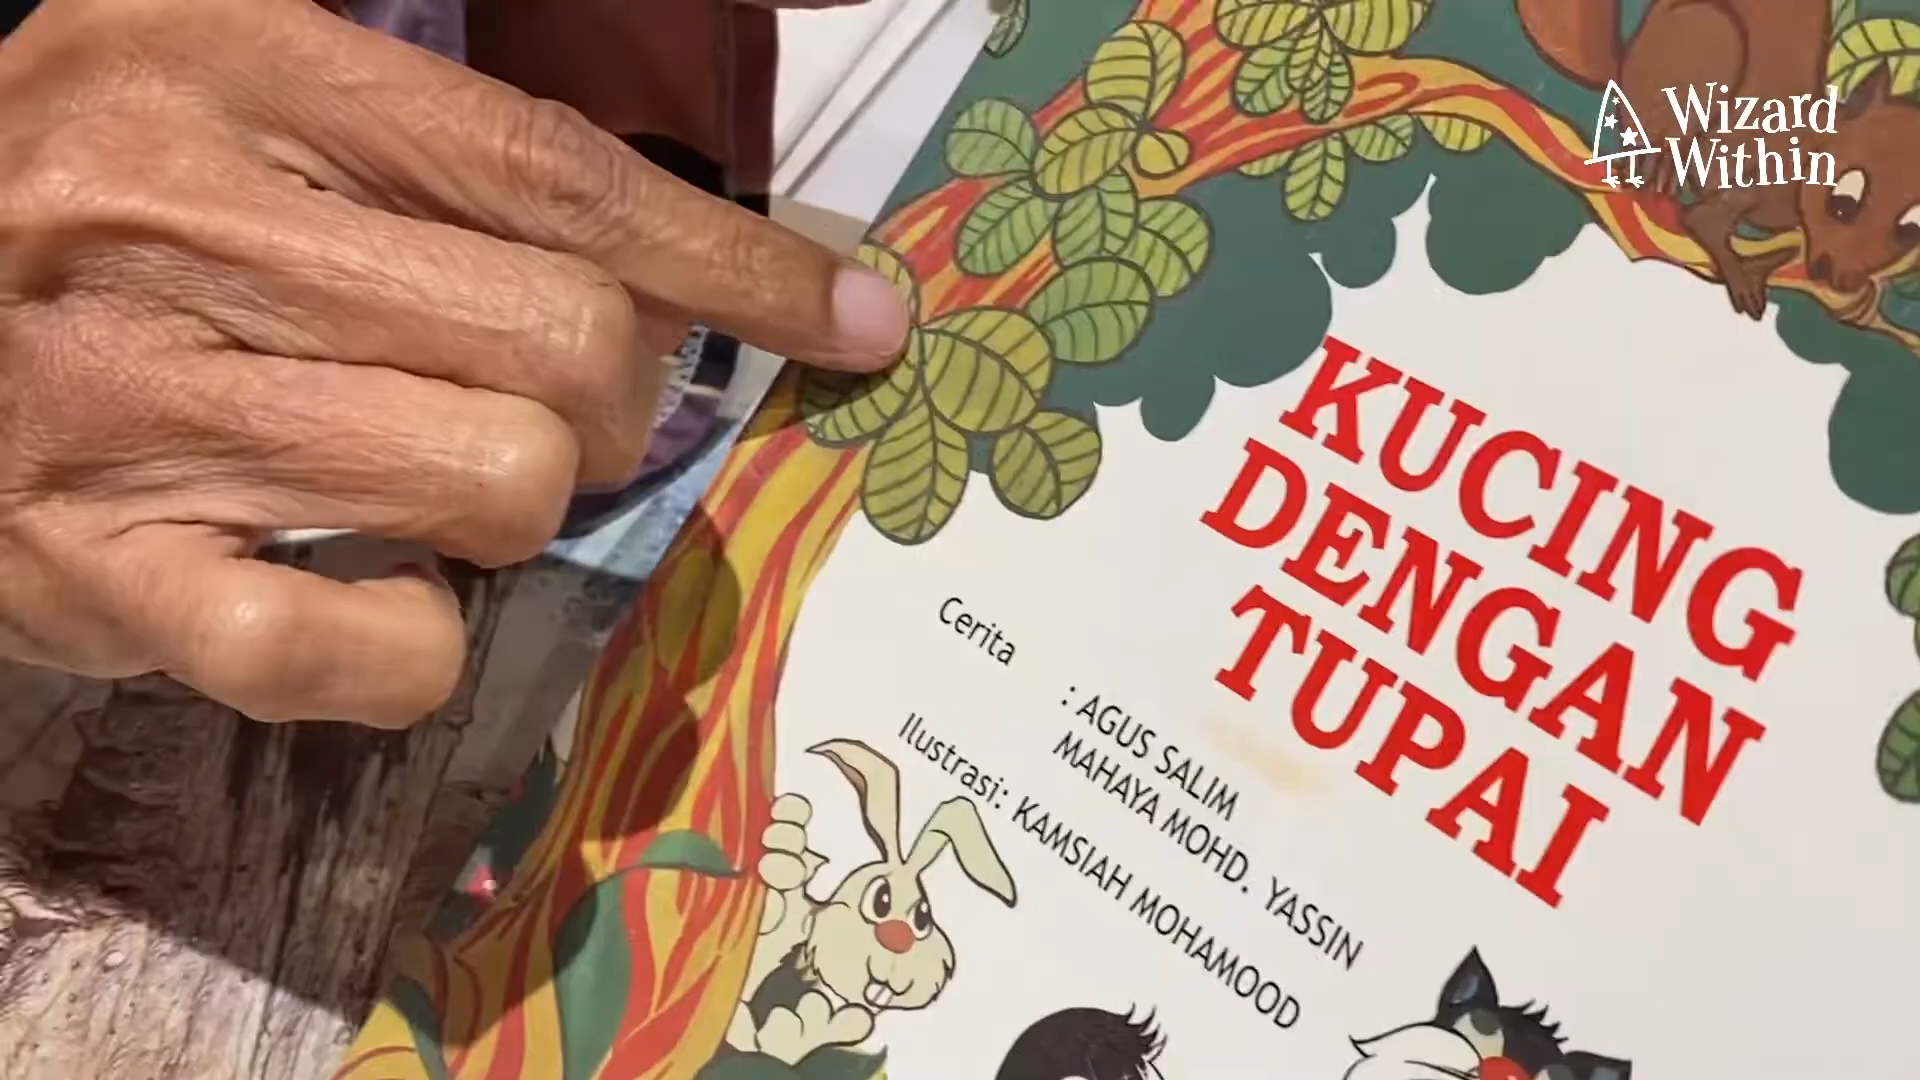 Wizard
Within
KUCING
DENGAN
TUPAI
Cerita : AGUS SALIM
MAHAYA MOHD. YASSIN
Ilustrasi: KAMSIAH MOHAMOOD